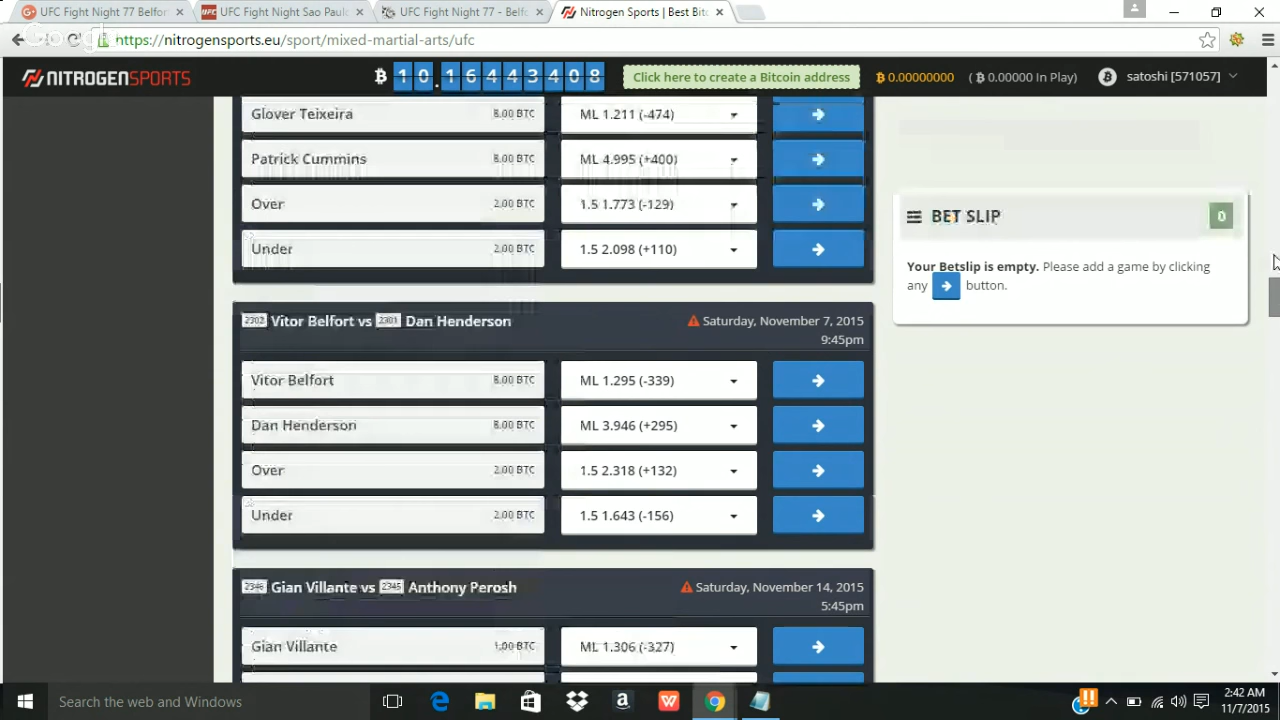 UFC Fight Night 77 Belfor ×
UFC Fight Night Sao Paulo ×
UFC Fight Night 77 - Belfo ×
Nitrogen Sports | Best Bitc ×
Google
https://nitrogensports.eu/sport/mixed-martial-arts/ufc
NITROGENSPORTS
10.16443408
Click here to create a Bitcoin address
0.00000000
( 0.00000 In Play)
satoshi [571057]
Glover Teixeira 8.00 BTC ML 1.211 (-474)
Patrick Cummins 8.00 BTC ML 4.995 (+400)
Over 2.00 BTC 1.5 1.773 (-129)
Under 2.00 BTC 1.5 2.098 (+110)
BET SLIP 0
Your Betslip is empty. Please add a game by clicking
any button.
2302 Vitor Belfort vs 2301 Dan Henderson Saturday, November 7, 2015
9:45pm
Vitor Belfort 8.00 BTC ML 1.295 (-339)
Dan Henderson 8.00 BTC ML 3.946 (+295)
Over 2.00 BTC 1.5 2.318 (+132)
Under 2.00 BTC 1.5 1.643 (-156)
2346 Gian Villante vs 2345 Anthony Perosh Saturday, November 14, 2015
5:45pm
Gian Villante 1.00 BTC ML 1.306 (-327)
Search the web and Windows
2:42 AM
11/7/2015